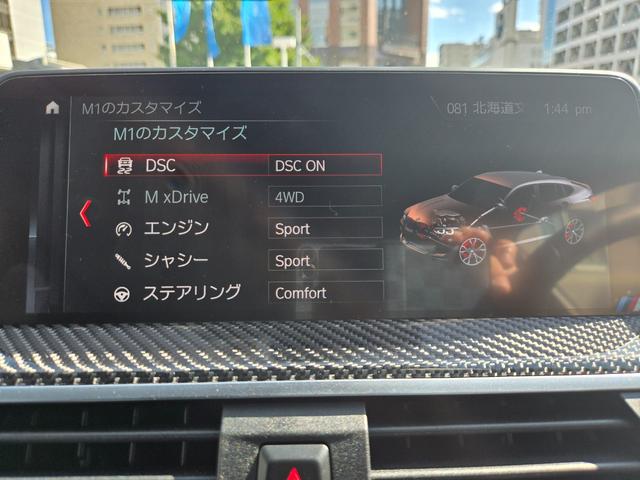 M1のカスタマイズ
081 北海道文
1:44 pm
M1のカスタマイズ
DSC
DSC ON
M xDrive
4WD
エンジン
Sport
シャシー
Sport
ステアリング
Comfort